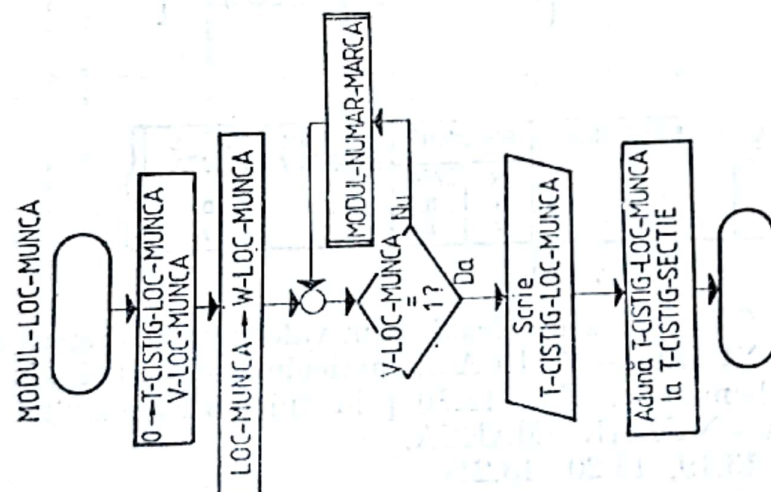 MODUL-LOC-MUNCA
O→T-CISTIG-LOC-MUNCA
V-LOC-MUNCA
LOC-MUNCA → W-LOC-MUNCA
MODUL-NUMAR-MARCA
V-LOC-MUNCA
=
1?
Nu
Da
Scrie
T-CISTIG-LOC-MUNCA
Adună T-CISTIG-LOC-MUNCA
la T-CISTIG-SECTIE